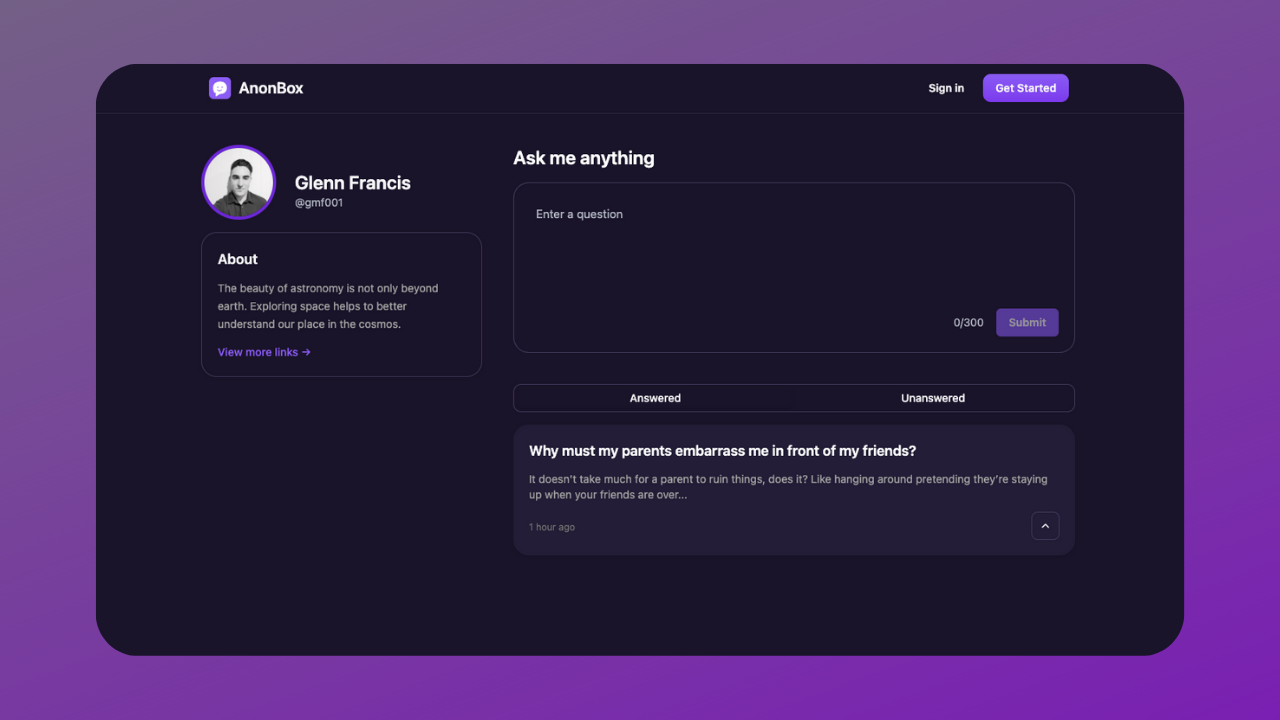 AnonBox
Sign in
Get Started
Glenn Francis
@gmf001
About
The beauty of astronomy is not only beyond
earth. Exploring space helps to better
understand our place in the cosmos.
View more links →
Ask me anything
Enter a question
0/300
Submit
Answered
Unanswered
Why must my parents embarrass me in front of my friends?
It doesn't take much for a parent to ruin things, does it? Like hanging around pretending they're staying
up when your friends are over...
1 hour ago